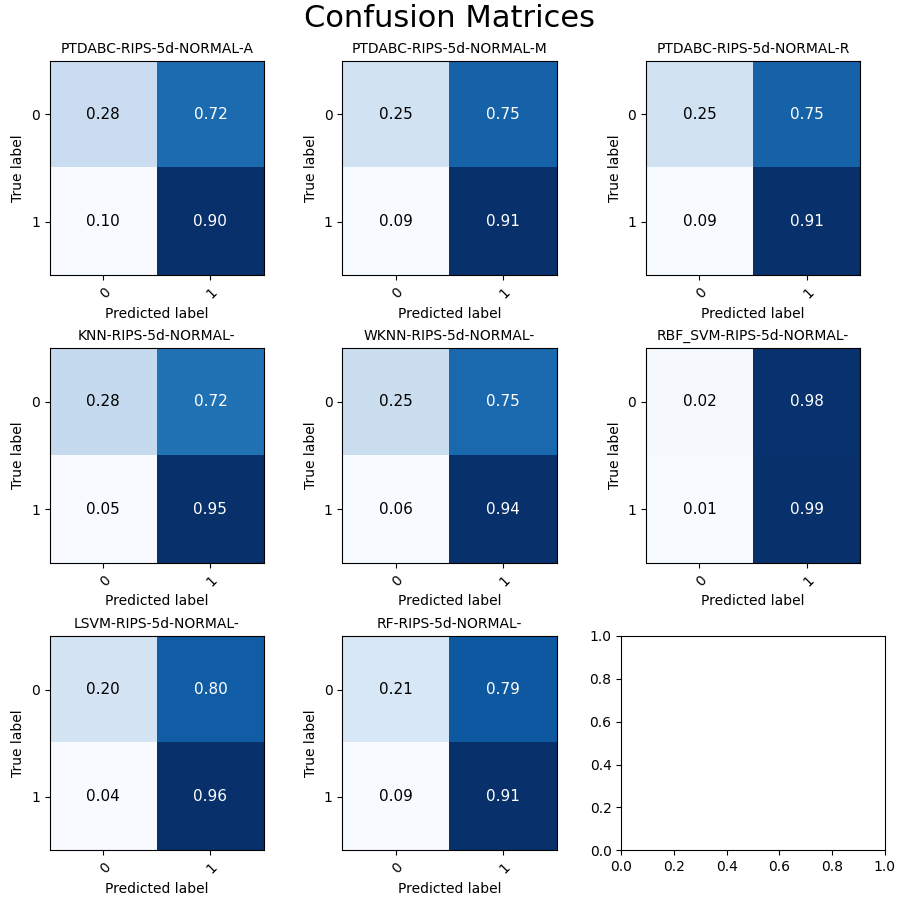 Confusion Matrices
PTDABC-RIPS-5d-NORMAL-A
0
0.28
0.72
True label
1
0.10
0.90
0
1
Predicted label
PTDABC-RIPS-5d-NORMAL-M
0
0.25
0.75
True label
1
0.09
0.91
0
1
Predicted label
PTDABC-RIPS-5d-NORMAL-R
0
0.25
0.75
True label
1
0.09
0.91
0
1
Predicted label
KNN-RIPS-5d-NORMAL-
0
0.28
0.72
True label
1
0.05
0.95
0
1
Predicted label
WKNN-RIPS-5d-NORMAL-
0
0.25
0.75
True label
1
0.06
0.94
0
1
Predicted label
RBF_SVM-RIPS-5d-NORMAL-
0
0.02
0.98
True label
1
0.01
0.99
0
1
Predicted label
LSVM-RIPS-5d-NORMAL-
0
0.20
0.80
True label
1
0.04
0.96
0
1
Predicted label
RF-RIPS-5d-NORMAL-
0
0.21
0.79
True label
1
0.09
0.91
0
1
Predicted label
1.0
0.8
0.6
0.4
0.2
0.0
0.0 0.2 0.4 0.6 0.8 1.0